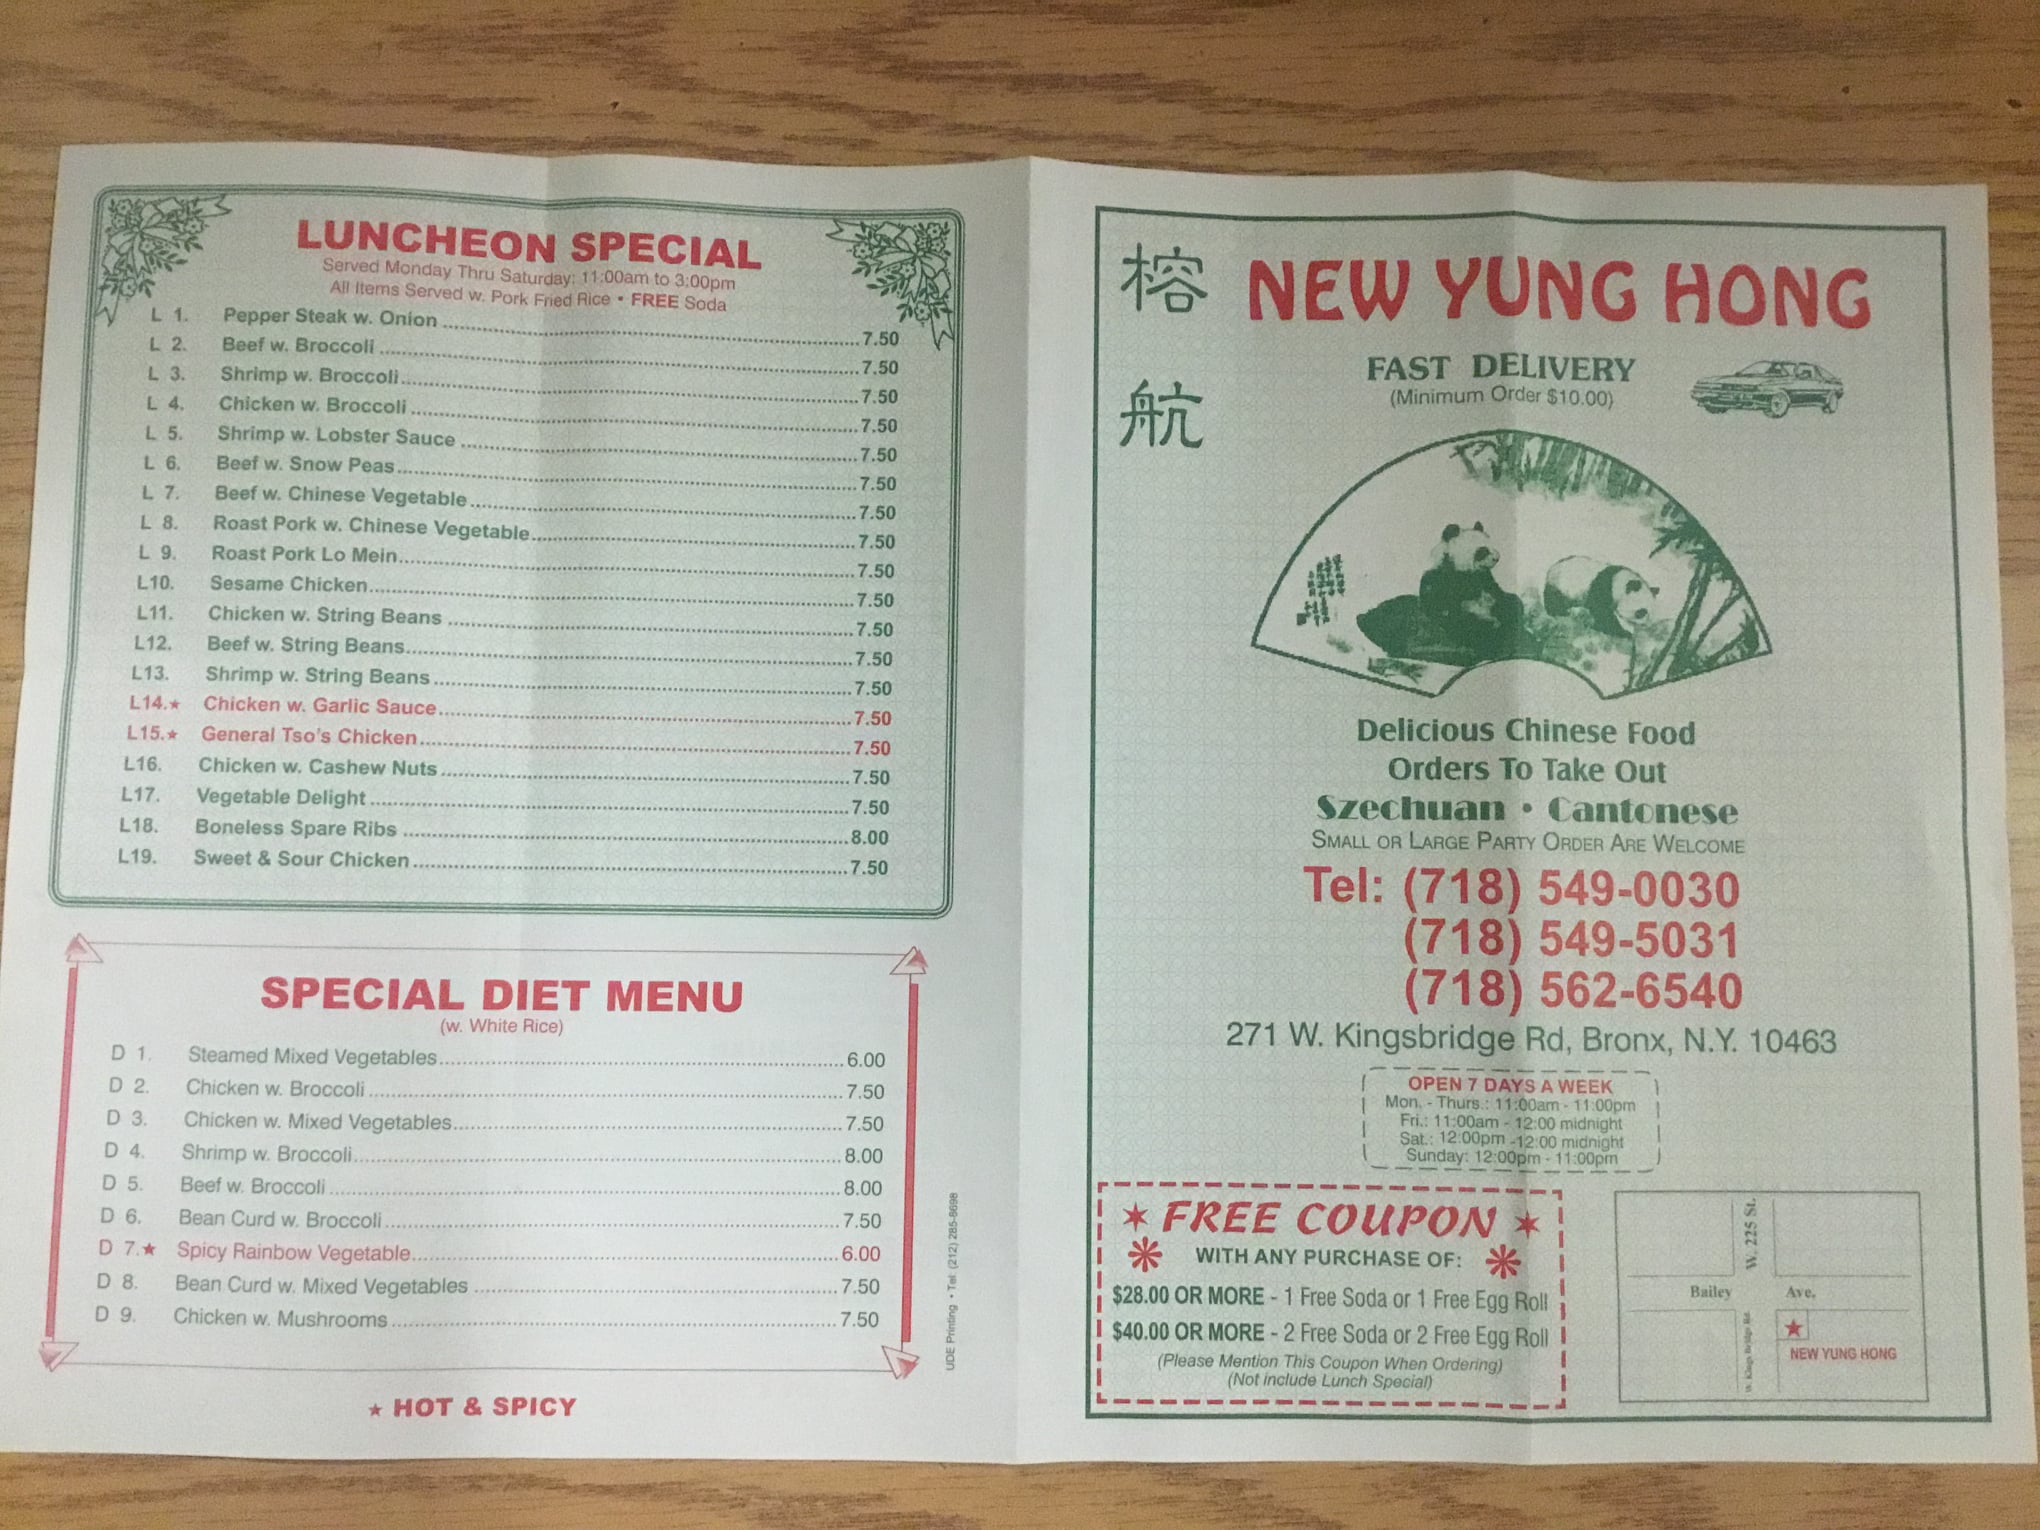 LUNCHEON SPECIAL
Served Monday Thru Saturday: 11:00am to 3:00pm
All Items Served w. Pork Fried Rice • FREE Soda
L 1. Pepper Steak w. Onion 7.50
L 2. Beef w. Broccoli 7.50
L 3. Shrimp w. Broccoli 7.50
L 4. Chicken w. Broccoli 7.50
L 5. Shrimp w. Lobster Sauce 7.50
L 6. Beef w. Snow Peas 7.50
L 7. Beef w. Chinese Vegetable 7.50
L 8. Roast Pork w. Chinese Vegetable 7.50
L 9. Roast Pork Lo Mein 7.50
L10. Sesame Chicken 7.50
L11. Chicken w. String Beans 7.50
L12. Beef w. String Beans 7.50
L13. Shrimp w. String Beans 7.50
L14.★ Chicken w. Garlic Sauce 7.50
L15.★ General Tso's Chicken 7.50
L16. Chicken w. Cashew Nuts 7.50
L17. Vegetable Delight 7.50
L18. Boneless Spare Ribs 8.00
L19. Sweet & Sour Chicken 7.50
SPECIAL DIET MENU
(w. White Rice)
D 1. Steamed Mixed Vegetables 6.00
D 2. Chicken w. Broccoli 7.50
D 3. Chicken w. Mixed Vegetables 7.50
D 4. Shrimp w. Broccoli 8.00
D 5. Beef w. Broccoli 8.00
D 6. Bean Curd w. Broccoli 7.50
D 7.★ Spicy Rainbow Vegetable 6.00
D 8. Bean Curd w. Mixed Vegetables 7.50
D 9. Chicken w. Mushrooms 7.50
★ HOT & SPICY
UDE Printing • Tel: (212) 285-8698
榕航
NEW YUNG HONG
FAST DELIVERY
(Minimum Order $10.00)
Delicious Chinese Food
Orders To Take Out
Szechuan • Cantonese
SMALL OR LARGE PARTY ORDER ARE WELCOME
Tel: (718) 549-0030
(718) 549-5031
(718) 562-6540
271 W. Kingsbridge Rd, Bronx, N.Y. 10463
OPEN 7 DAYS A WEEK
Mon. - Thurs.: 11:00am - 11:00pm
Fri.: 11:00am - 12:00 midnight
Sat.: 12:00pm -12:00 midnight
Sunday: 12:00pm - 11:00pm
FREE COUPON
WITH ANY PURCHASE OF:
$28.00 OR MORE - 1 Free Soda or 1 Free Egg Roll
$40.00 OR MORE - 2 Free Soda or 2 Free Egg Roll
(Please Mention This Coupon When Ordering)
(Not include Lunch Special)
W. 225 St.
Bailey Ave.
W. Kings Bridge Rd.
NEW YUNG HONG